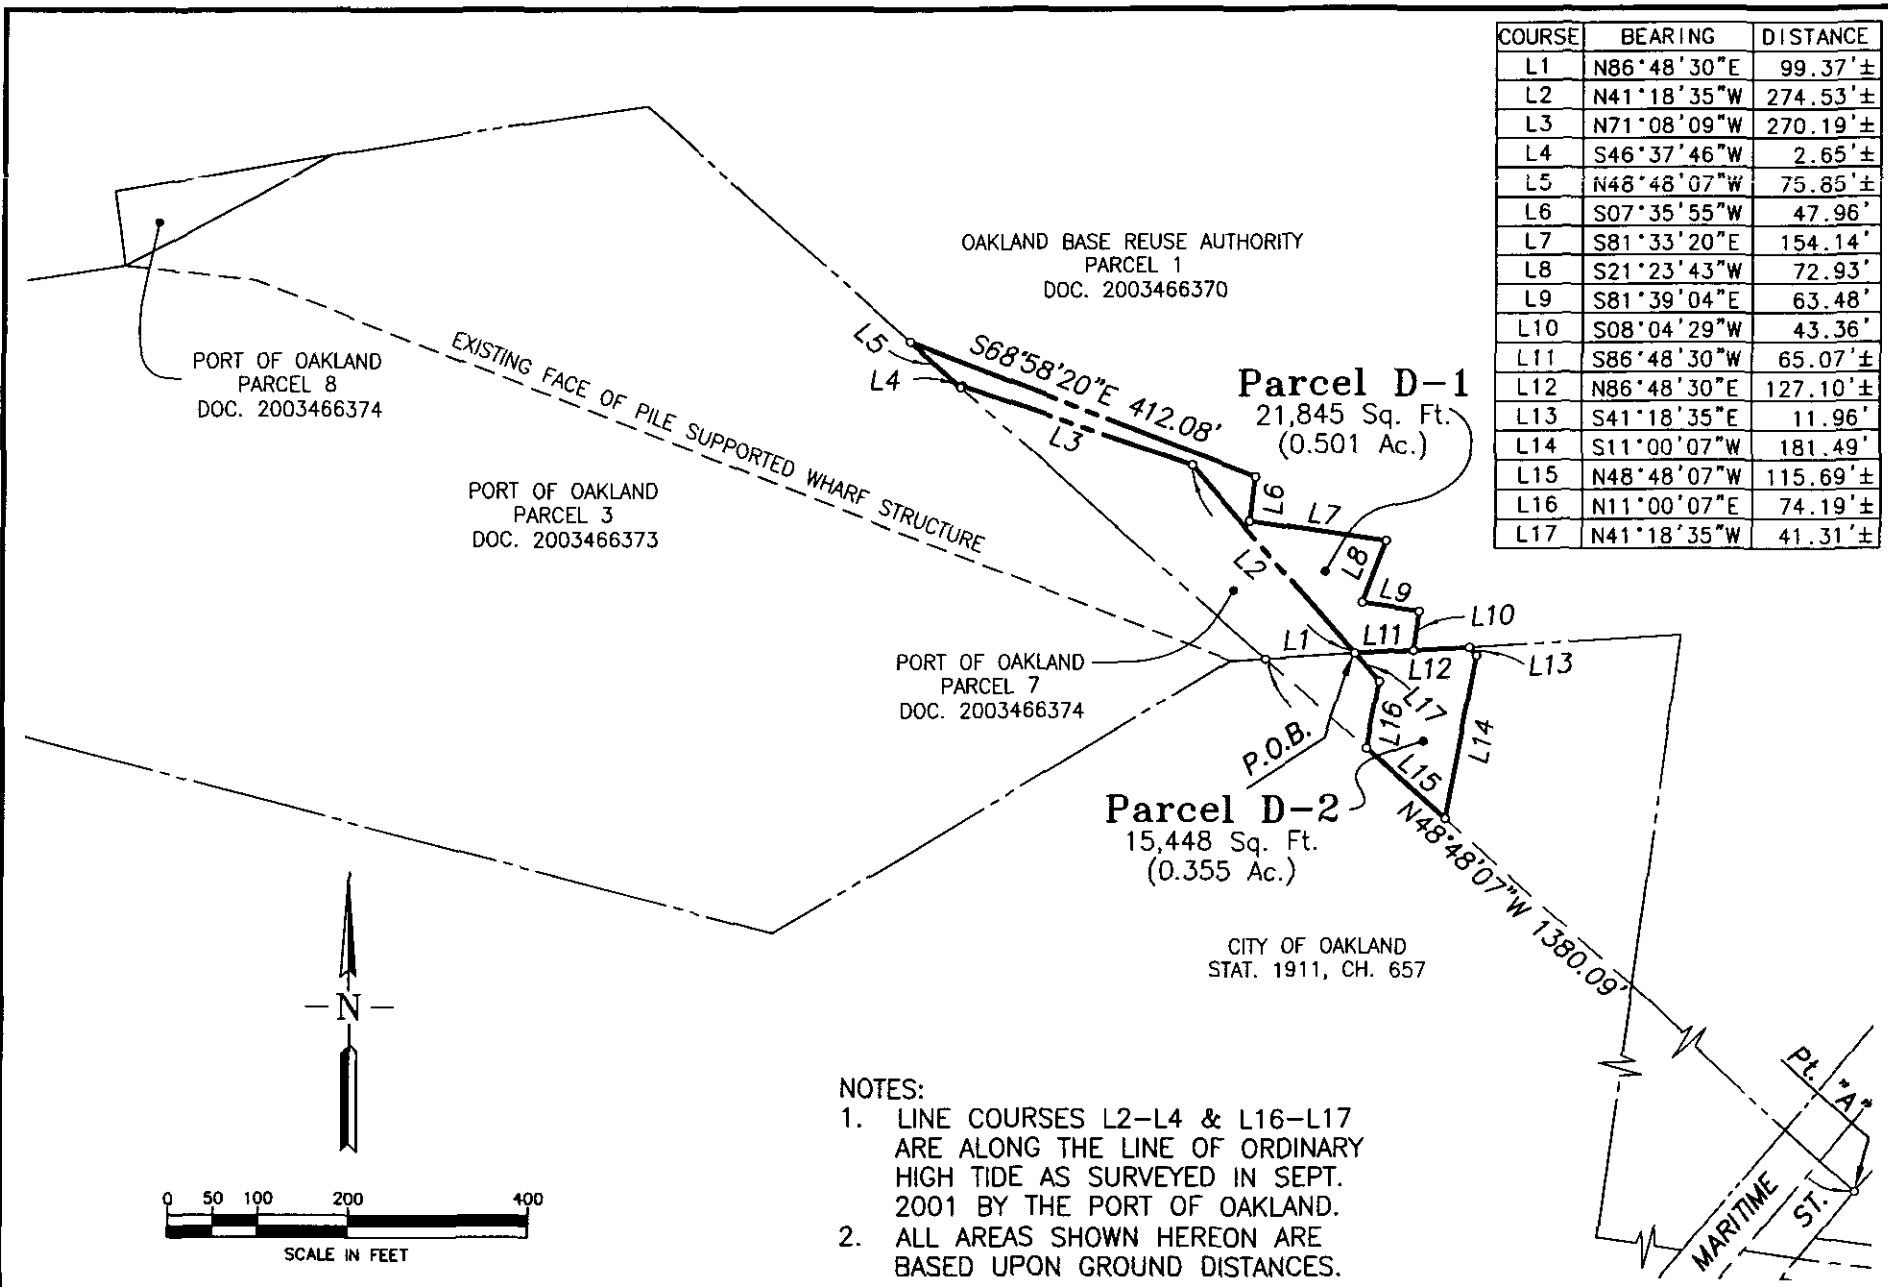 COURSE BEARING DISTANCE
L1 N86°48'30"E 99.37'±
L2 N41°18'35"W 274.53'±
L3 N71°08'09"W 270.19'±
L4 S46°37'46"W 2.65'±
L5 N48°48'07"W 75.85'±
L6 S07°35'55"W 47.96'
L7 S81°33'20"E 154.14'
L8 S21°23'43"W 72.93'
L9 S81°39'04"E 63.48'
L10 S08°04'29"W 43.36'
L11 S86°48'30"W 65.07'±
L12 N86°48'30"E 127.10'±
L13 S41°18'35"E 11.96'
L14 S11°00'07"W 181.49'
L15 N48°48'07"W 115.69'±
L16 N11°00'07"E 74.19'±
L17 N41°18'35"W 41.31'±
OAKLAND BASE REUSE AUTHORITY
PARCEL 1
DOC. 2003466370
PORT OF OAKLAND
PARCEL 8
DOC. 2003466374
EXISTING FACE OF PILE SUPPORTED WHARF STRUCTURE
L5
L4
S68°58'20"E 412.08'
L3
Parcel D-1
21,845 Sq. Ft.
(0.501 Ac.)
PORT OF OAKLAND
PARCEL 3
DOC. 2003466373
L6
L7
L2
L8
L9
L10
L1
L11
L12
L13
PORT OF OAKLAND
PARCEL 7
DOC. 2003466374
L17
L16
L14
P.O.B.
L15
Parcel D-2
15,448 Sq. Ft.
(0.355 Ac.)
N48°48'07"W 1380.09'
CITY OF OAKLAND
STAT. 1911, CH. 657
N
Pt. "A"
MARITIME ST.
0 50 100 200 400
SCALE IN FEET
NOTES:
1. LINE COURSES L2-L4 & L16-L17
ARE ALONG THE LINE OF ORDINARY
HIGH TIDE AS SURVEYED IN SEPT.
2001 BY THE PORT OF OAKLAND.
2. ALL AREAS SHOWN HEREON ARE
BASED UPON GROUND DISTANCES.